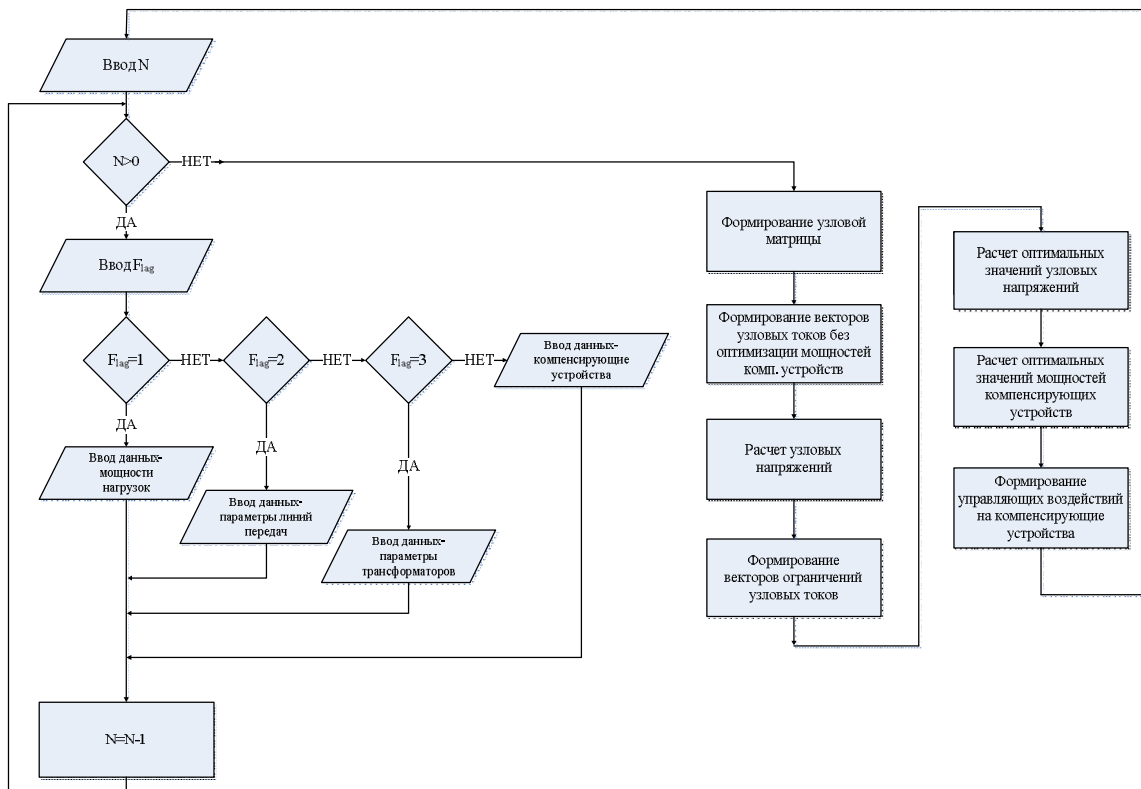 Ввод N
N>0
НЕТ
ДА
Ввод Flag
Flag=1
НЕТ
Flag=2
НЕТ
Flag=3
НЕТ
Ввод данных-
компенсирующие
устройства
ДА
Ввод данных-
мощности
нагрузок
ДА
Ввод данных-
параметры линий
передач
ДА
Ввод данных-
параметры
трансформаторов
N=N-1
Формирование узловой
матрицы
Формирование векторов
узловых токов без
оптимизации мощностей
комп. устройств
Расчет узловых
напряжений
Формирование
векторов ограничений
узловых токов
Расчет оптимальных
значений узловых
напряжений
Расчет оптимальных
значений мощностей
компенсирующих
устройств
Формирование
управляющих воздействий
на компенсирующие
устройства